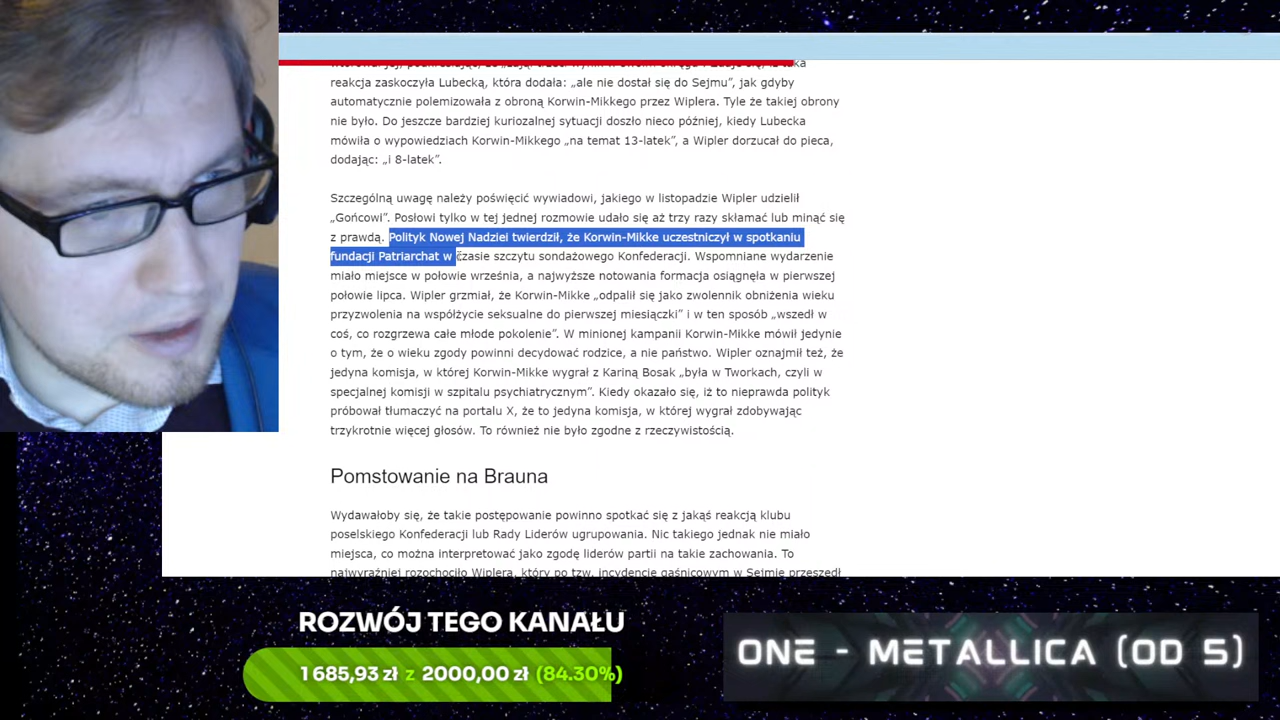 reakcja zaskoczyła Lubecką, która dodała: „ale nie dostał się do Sejmu”, jak gdyby
automatycznie polemizowała z obroną Korwin-Mikkego przez Wiplera. Tyle że takiej obrony
nie było. Do jeszcze bardziej kuriozalnej sytuacji doszło nieco później, kiedy Lubecka
mówiła o wypowiedziach Korwin-Mikkego „na temat 13-latek”, a Wipler dorzucał do pieca,
dodając: „i 8-latek”.
Szczególną uwagę należy poświęcić wywiadowi, jakiego w listopadzie Wipler udzielił
„Gońcowi”. Posłowi tylko w tej jednej rozmowie udało się aż trzy razy skłamać lub minąć się
z prawdą. Polityk Nowej Nadziei twierdził, że Korwin-Mikke uczestniczył w spotkaniu
fundacji Patriarchat w czasie szczytu sondażowego Konfederacji. Wspomniane wydarzenie
miało miejsce w połowie września, a najwyższe notowania formacja osiągnęła w pierwszej
połowie lipca. Wipler grzmiał, że Korwin-Mikke „odpalił się jako zwolennik obniżenia wieku
przyzwolenia na współżycie seksualne do pierwszej miesiączki” i w ten sposób „wszedł w
coś, co rozgrzewa całe młode pokolenie”. W minionej kampanii Korwin-Mikke mówił jedynie
o tym, że o wieku zgody powinni decydować rodzice, a nie państwo. Wipler oznajmił też, że
jedyna komisja, w której Korwin-Mikke wygrał z Kariną Bosak „była w Tworkach, czyli w
specjalnej komisji w szpitalu psychiatrycznym”. Kiedy okazało się, iż to nieprawda polityk
próbował tłumaczyć na portalu X, że to jedyna komisja, w której wygrał zdobywając
trzykrotnie więcej głosów. To również nie było zgodne z rzeczywistością.
Pomstowanie na Brauna
Wydawałoby się, że takie postępowanie powinno spotkać się z jakąś reakcją klubu
poselskiego Konfederacji lub Rady Liderów ugrupowania. Nic takiego jednak nie miało
miejsca, co można interpretować jako zgodę liderów partii na takie zachowania. To
najwyraźniej rozochociło Wiplera, który po tzw. incydencie gaśnicowym w Sejmie przeszedł
ROZWÓJ TEGO KANAŁU
1 685,93 zł z 2000,00 zł (84.30%)
ONE - METALLICA (OD 5)